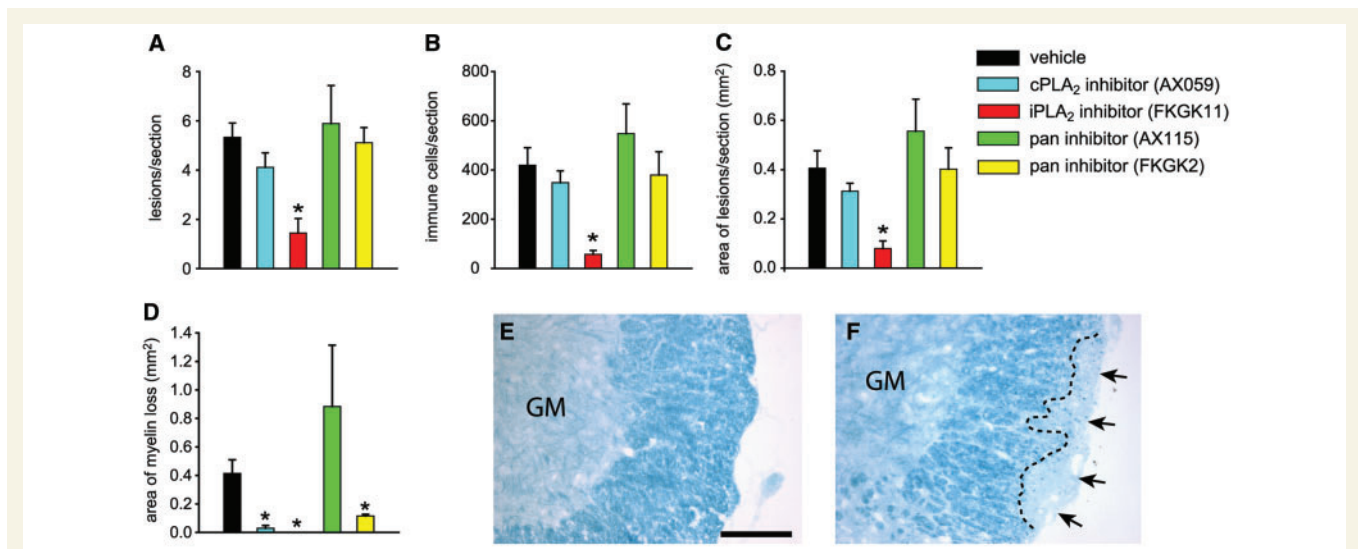 A
lesions/section
8
6
4
2
0
*
B
immune cells/section
800
600
400
200
0
*
C
area of lesions/section (mm²)
0.8
0.6
0.4
0.2
0.0
*
vehicle
cPLA₂ inhibitor (AX059)
iPLA₂ inhibitor (FKGK11)
pan inhibitor (AX115)
pan inhibitor (FKGK2)
D
area of myelin loss (mm²)
1.4
1.2
1.0
0.8
0.6
0.4
0.2
0.0
* * *
E
GM
F
GM